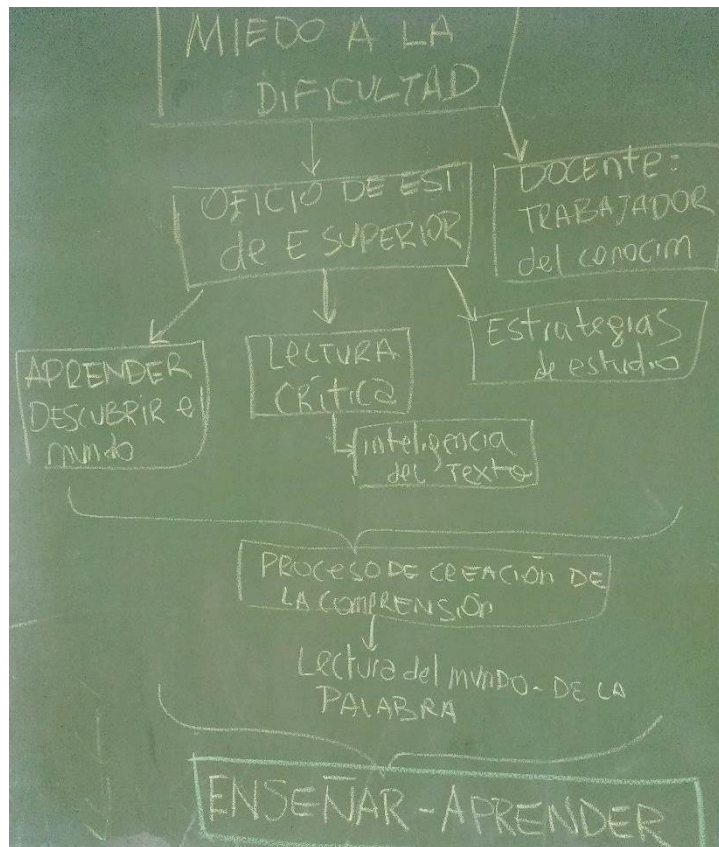 MIEDO A LA
DIFICULTAD
OFICIO DE EST
de E SUPERIOR
DOCENTE:
TRABAJADOR
del conocim
APRENDER
DESCUBRIR el
mundo
LECTURA
CRÍTICA
Estrategias
de estudio
inteligencia
del Texto
PROCESO DE CREACIÓN DE
LA COMPRENSIÓN
Lectura del mundo - DE LA
PALABRA
ENSEÑAR - APRENDER